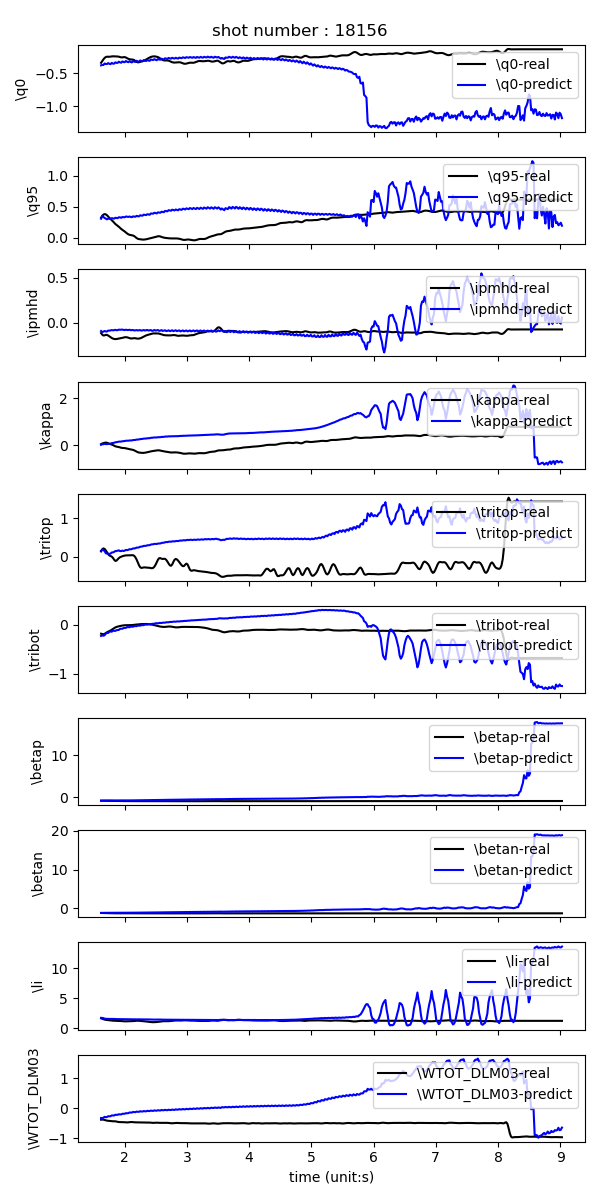 shot number : 18156
\q0
−0.5
−1.0
\q0-real
\q0-predict
\q95
1.0
0.5
0.0
\q95-real
\q95-predict
\ipmhd
0.5
0.0
\ipmhd-real
\ipmhd-predict
\kappa
2
0
\kappa-real
\kappa-predict
\tritop
1
0
\tritop-real
\tritop-predict
\tribot
0
−1
\tribot-real
\tribot-predict
\betap
10
0
\betap-real
\betap-predict
\betan
20
10
0
\betan-real
\betan-predict
\li
10
5
0
\li-real
\li-predict
\WTOT_DLM03
1
0
−1
\WTOT_DLM03-real
\WTOT_DLM03-predict
2 3 4 5 6 7 8 9
time (unit:s)